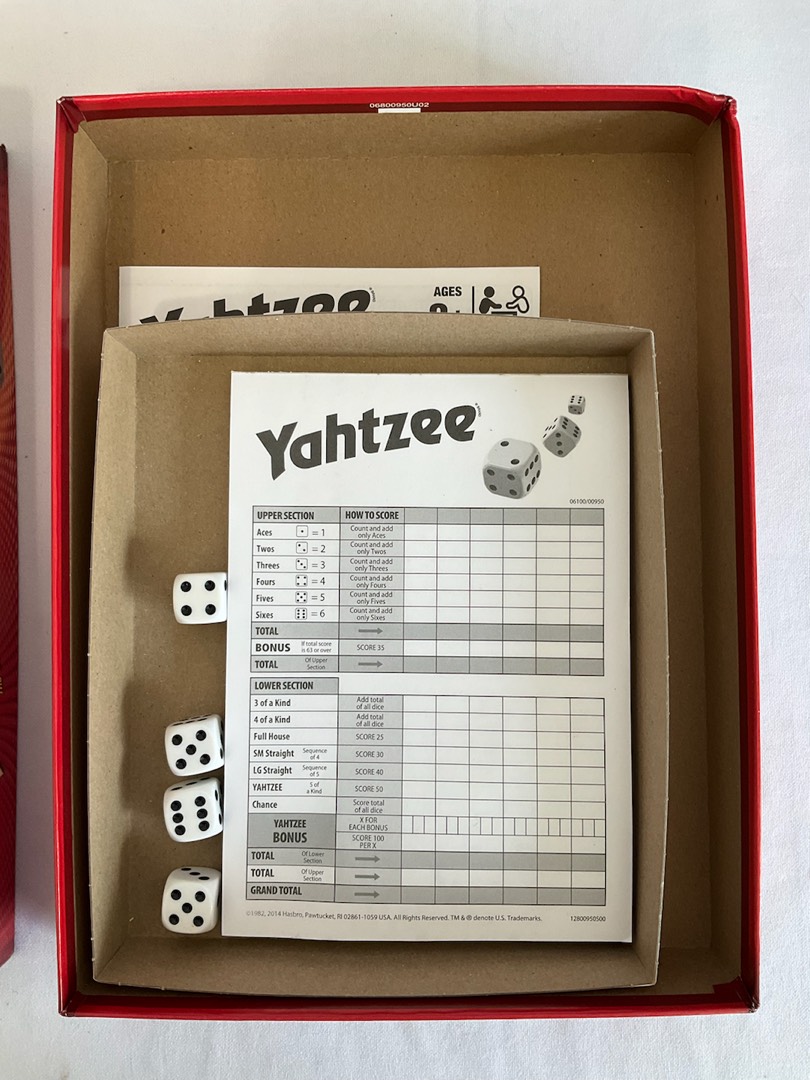 06800950U02
Yahtzee
AGES
Yahtzee
06100/00950
UPPER SECTION HOW TO SCORE
Aces = 1 Count and add only Aces
Twos = 2 Count and add only Twos
Threes = 3 Count and add only Threes
Fours = 4 Count and add only Fours
Fives = 5 Count and add only Fives
Sixes = 6 Count and add only Sixes
TOTAL
BONUS If total score is 63 or over SCORE 35
TOTAL Of Upper Section
LOWER SECTION
3 of a Kind Add total of all dice
4 of a Kind Add total of all dice
Full House SCORE 25
SM Straight Sequence of 4 SCORE 30
LG Straight Sequence of 5 SCORE 40
YAHTZEE 5 of a Kind SCORE 50
Chance Score total of all dice
YAHTZEE BONUS X FOR EACH BONUS
SCORE 100 PER X
TOTAL Of Lower Section
TOTAL Of Upper Section
GRAND TOTAL
©1982, 2014 Hasbro, Pawtucket, RI 02861-1059 USA. All Rights Reserved. TM & ® denote U.S. Trademarks. 12800950500